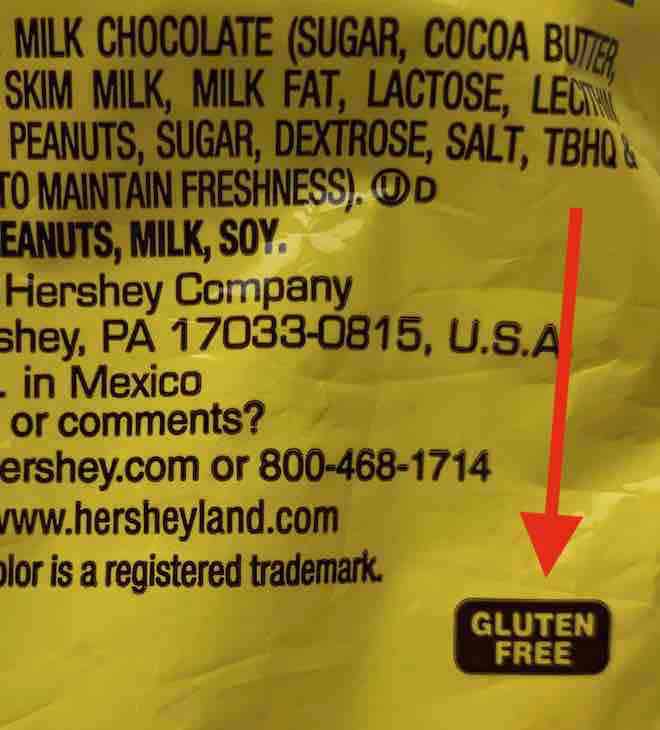 MILK CHOCOLATE (SUGAR, COCOA BUTTER,
SKIM MILK, MILK FAT, LACTOSE, LECITHIN
PEANUTS, SUGAR, DEXTROSE, SALT, TBHQ &
TO MAINTAIN FRESHNESS). Ⓤ D
EANUTS, MILK, SOY.
Hershey Company
shey, PA 17033-0815, U.S.A
. in Mexico
or comments?
ershey.com or 800-468-1714
www.hersheyland.com
olor is a registered trademark.
GLUTEN
FREE